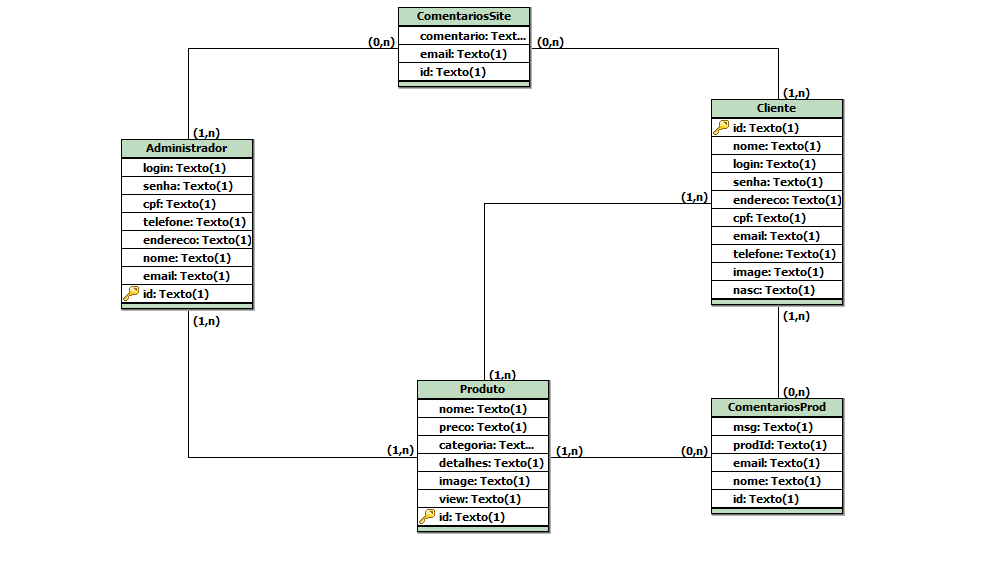 ComentariosSite
comentario: Text...
email: Texto(1)
id: Texto(1)
(0,n)
(0,n)
(1,n)
(1,n)
Administrador
login: Texto(1)
senha: Texto(1)
cpf: Texto(1)
telefone: Texto(1)
endereco: Texto(1)
nome: Texto(1)
email: Texto(1)
id: Texto(1)
(1,n)
Cliente
id: Texto(1)
nome: Texto(1)
login: Texto(1)
senha: Texto(1)
endereco: Texto(1)
cpf: Texto(1)
email: Texto(1)
telefone: Texto(1)
image: Texto(1)
nasc: Texto(1)
(1,n)
(1,n)
(1,n)
Produto
nome: Texto(1)
preco: Texto(1)
categoria: Text...
detalhes: Texto(1)
image: Texto(1)
view: Texto(1)
id: Texto(1)
(1,n)
(1,n)
(0,n)
(0,n)
ComentariosProd
msg: Texto(1)
prodId: Texto(1)
email: Texto(1)
nome: Texto(1)
id: Texto(1)